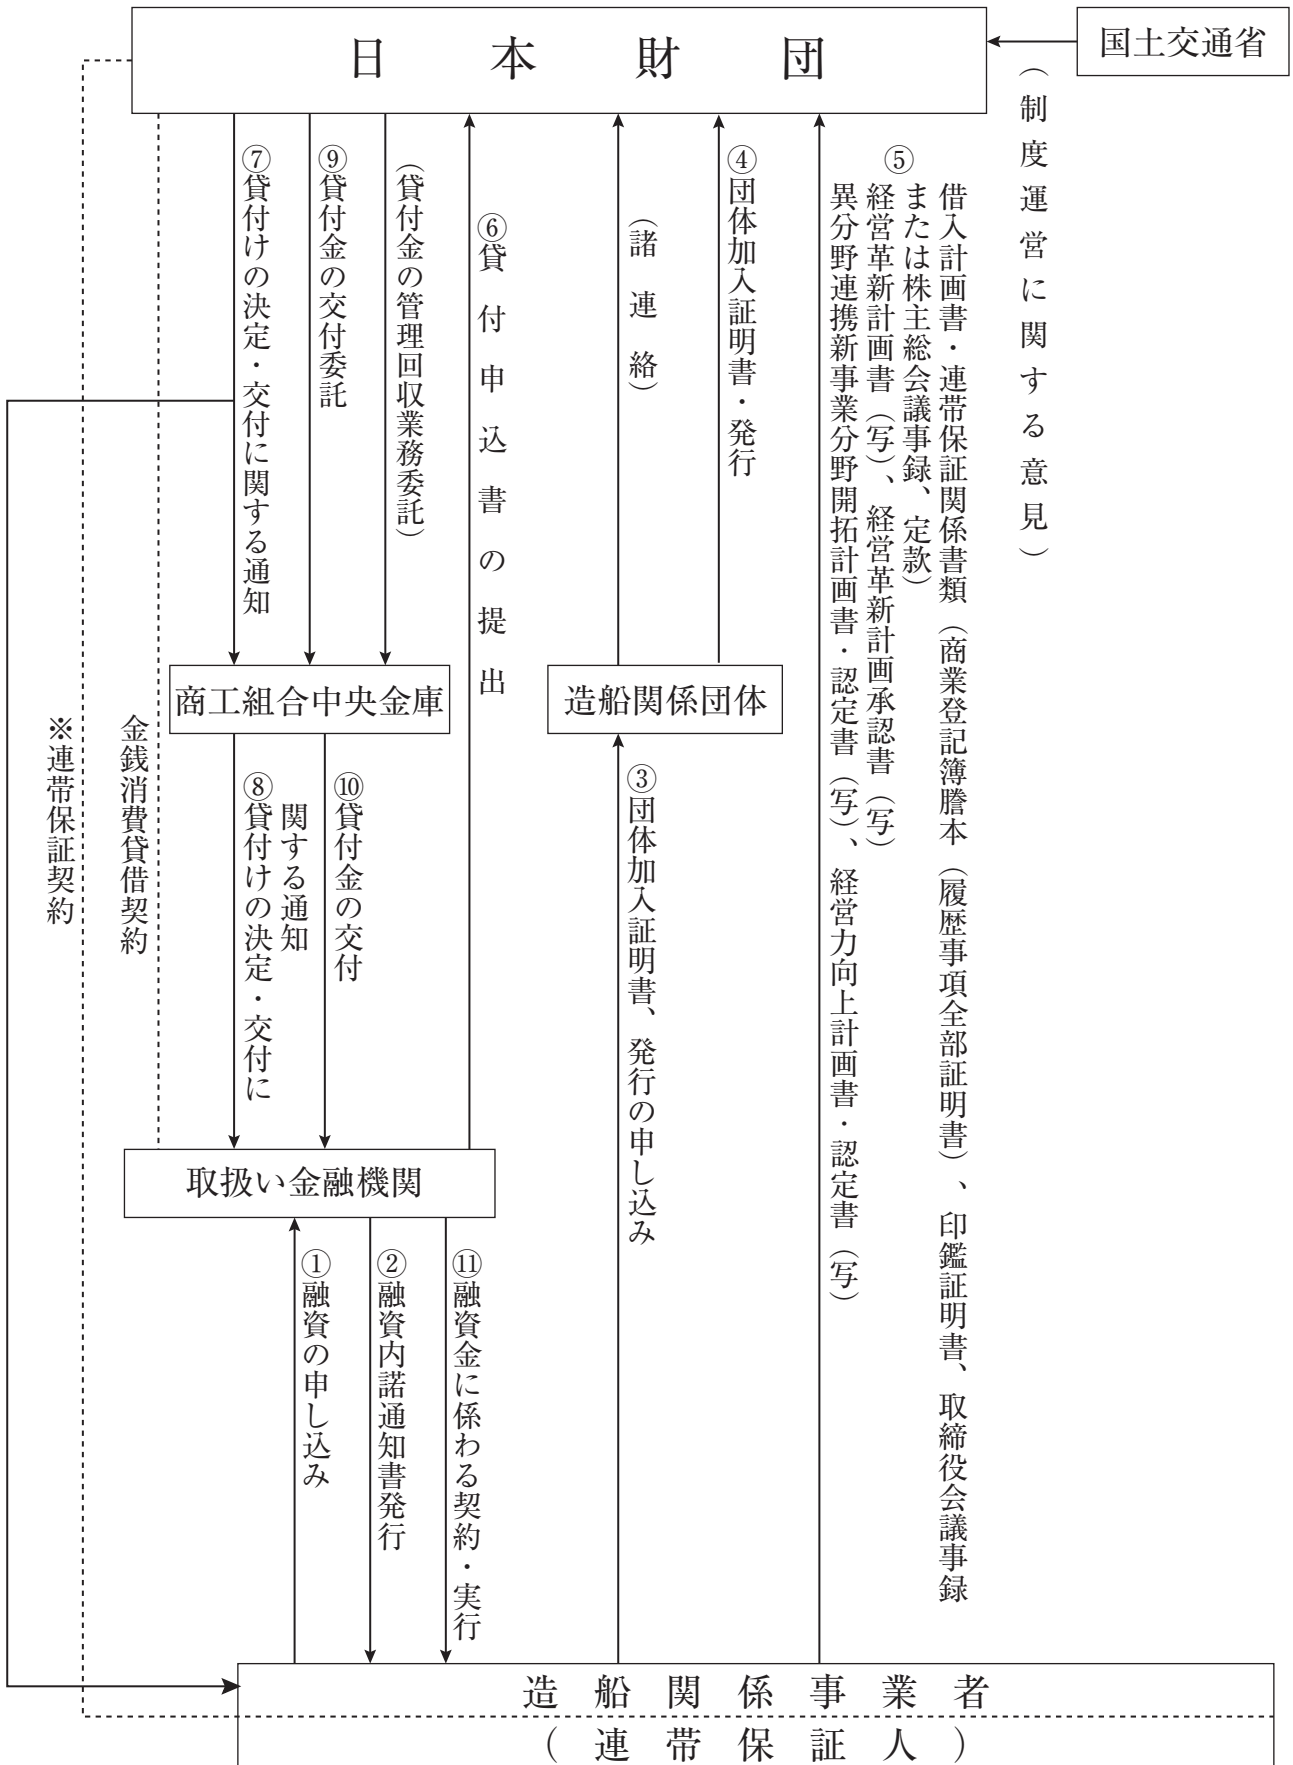 日本財団
国土交通省
（制度運営に関する意見）
⑤
借入計画書・連帯保証関係書類（商業登記簿謄本（履歴事項全部証明書）、印鑑証明書、取締役会議事録
または株主総会議事録、定款）
経営革新計画書（写）、経営革新計画承認書（写）
異分野連携新事業分野開拓計画書・認定書（写）、経営力向上計画書・認定書（写）
④団体加入証明書・発行
（諸連絡）
⑥貸付申込書の提出
（貸付金の管理回収業務委託）
⑨貸付金の交付委託
⑦貸付けの決定・交付に関する通知
商工組合中央金庫
造船関係団体
③団体加入証明書、発行の申し込み
⑩貸付金の交付
⑧貸付けの決定・交付に
関する通知
金銭消費貸借契約
※連帯保証契約
取扱い金融機関
①融資の申し込み
②融資内諾通知書発行
⑪融資金に係わる契約・実行
造船関係事業者
（連帯保証人）